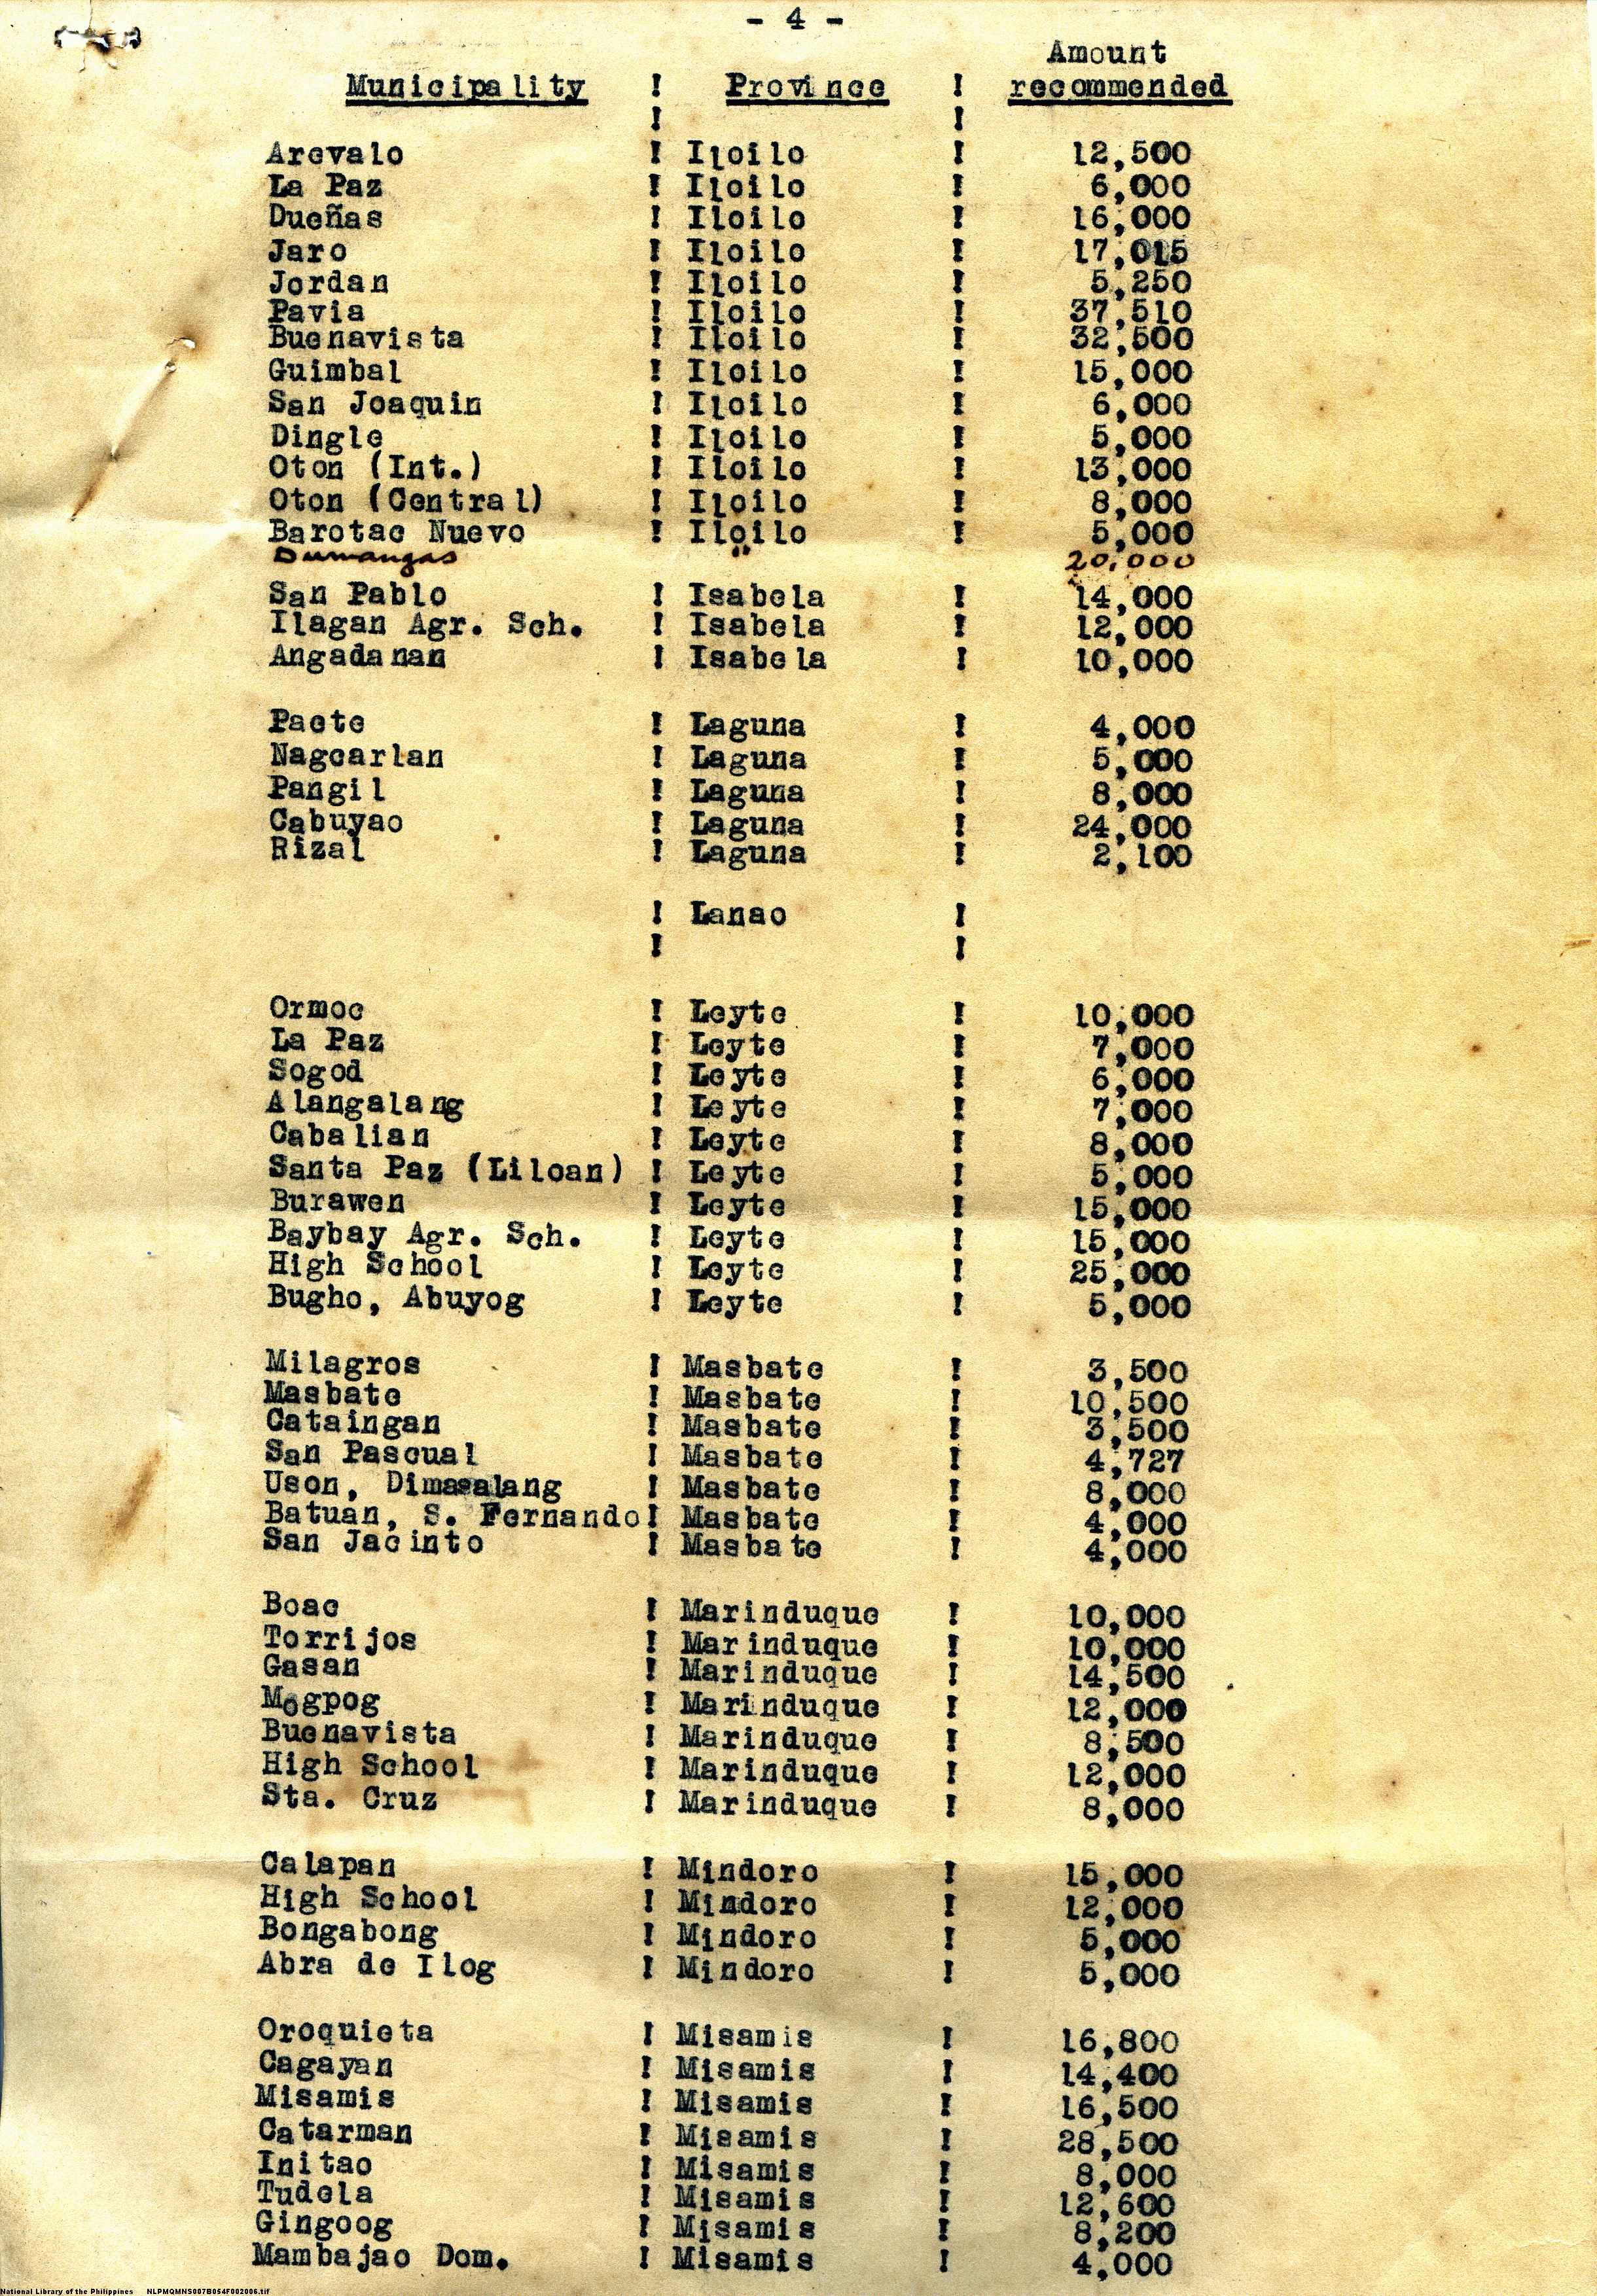 - 4 -
Amount
Municipality ! Province ! recommended
! !
Arevalo ! Iloilo ! 12,500
La Paz ! Iloilo ! 6,000
Dueñas ! Iloilo ! 16,000
Jaro ! Iloilo ! 17,015
Jordan ! Iloilo ! 5,250
Pavia ! Iloilo ! 37,510
Buenavista ! Iloilo ! 32,500
Guimbal ! Iloilo ! 15,000
San Joaquin ! Iloilo ! 6,000
Dingle ! Iloilo ! 5,000
Oton (Int.) ! Iloilo ! 13,000
Oton (Central) ! Iloilo ! 8,000
Barotac Nuevo ! Iloilo ! 5,000
Dumangas " 20,000
San Pablo ! Isabela ! 14,000
Ilagan Agr. Sch. ! Isabela ! 12,000
Angadanan ! Isabela ! 10,000
Paete ! Laguna ! 4,000
Nagcarlan ! Laguna ! 5,000
Pangil ! Laguna ! 8,000
Cabuyao ! Laguna ! 24,000
Rizal ! Laguna ! 2,100
! Lanao !
! !
Ormoc ! Leyte ! 10,000
La Paz ! Leyte ! 7,000
Sogod ! Leyte ! 6,000
Alangalang ! Leyte ! 7,000
Cabalian ! Leyte ! 8,000
Santa Paz (Liloan) ! Leyte ! 5,000
Burawen ! Leyte ! 15,000
Baybay Agr. Sch. ! Leyte ! 15,000
High School ! Leyte ! 25,000
Bugho, Abuyog ! Leyte ! 5,000
Milagros ! Masbate ! 3,500
Masbate ! Masbate ! 10,500
Cataingan ! Masbate ! 3,500
San Pascual ! Masbate ! 4,727
Uson, Dimasalang ! Masbate ! 8,000
Batuan, S. Fernando! Masbate ! 4,000
San Jacinto ! Masbate ! 4,000
Boac ! Marinduque ! 10,000
Torrijos ! Marinduque ! 10,000
Gasan ! Marinduque ! 14,500
Mogpog ! Marinduque ! 12,000
Buenavista ! Marinduque ! 8,500
High School ! Marinduque ! 12,000
Sta. Cruz ! Marinduque ! 8,000
Calapan ! Mindoro ! 15,000
High School ! Mindoro ! 12,000
Bongabong ! Mindoro ! 5,000
Abra de Ilog ! Mindoro ! 5,000
Oroquieta ! Misamis ! 16,800
Cagayan ! Misamis ! 14,400
Misamis ! Misamis ! 16,500
Catarman ! Misamis ! 28,500
Initao ! Misamis ! 8,000
Tudela ! Misamis ! 12,600
Gingoog ! Misamis ! 8,200
Mambajao Dom. ! Misamis ! 4,000
National Library of the Philippines NLPMQMNS007B054F002006.tif